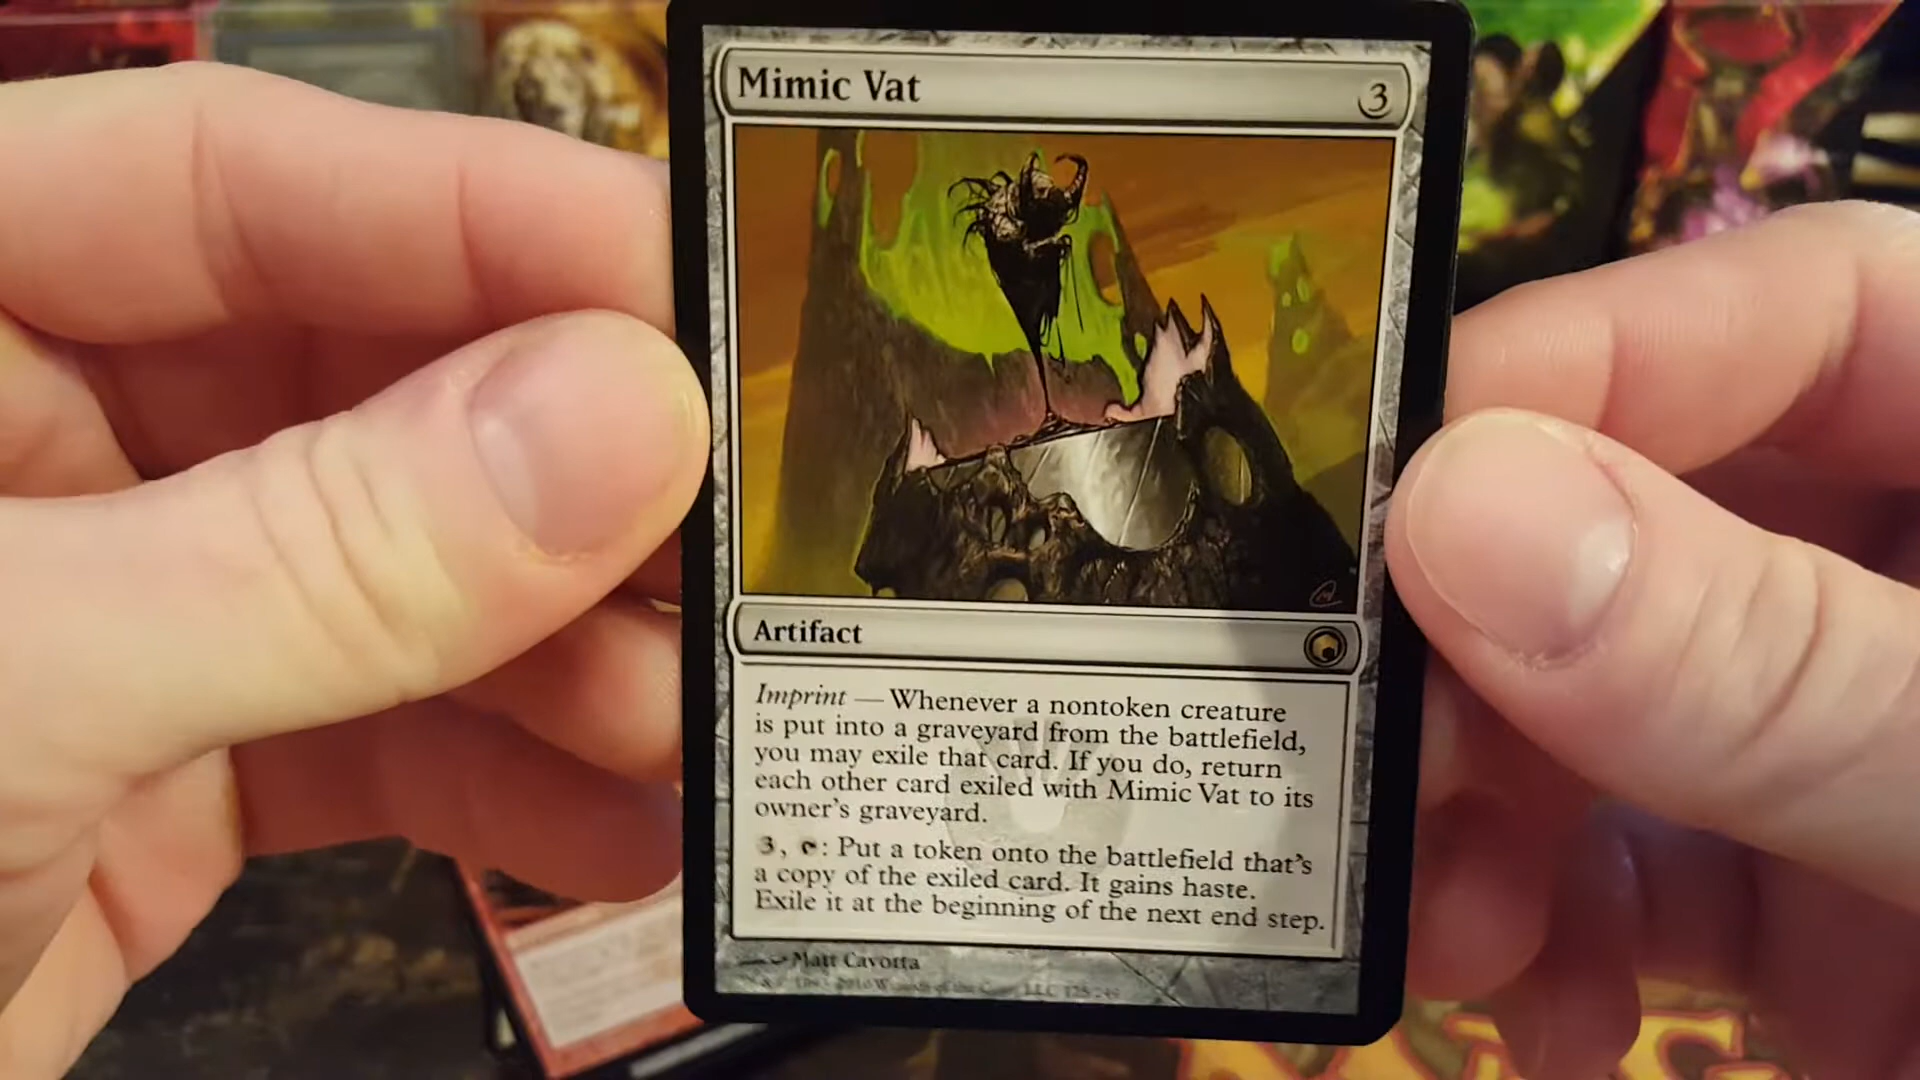 Mimic Vat
3
Artifact
Imprint — Whenever a nontoken creature
is put into a graveyard from the battlefield,
you may exile that card. If you do, return
each other card exiled with Mimic Vat to its
owner's graveyard.
3, : Put a token onto the battlefield that's
a copy of the exiled card. It gains haste.
Exile it at the beginning of the next end step.
Matt Cavotta